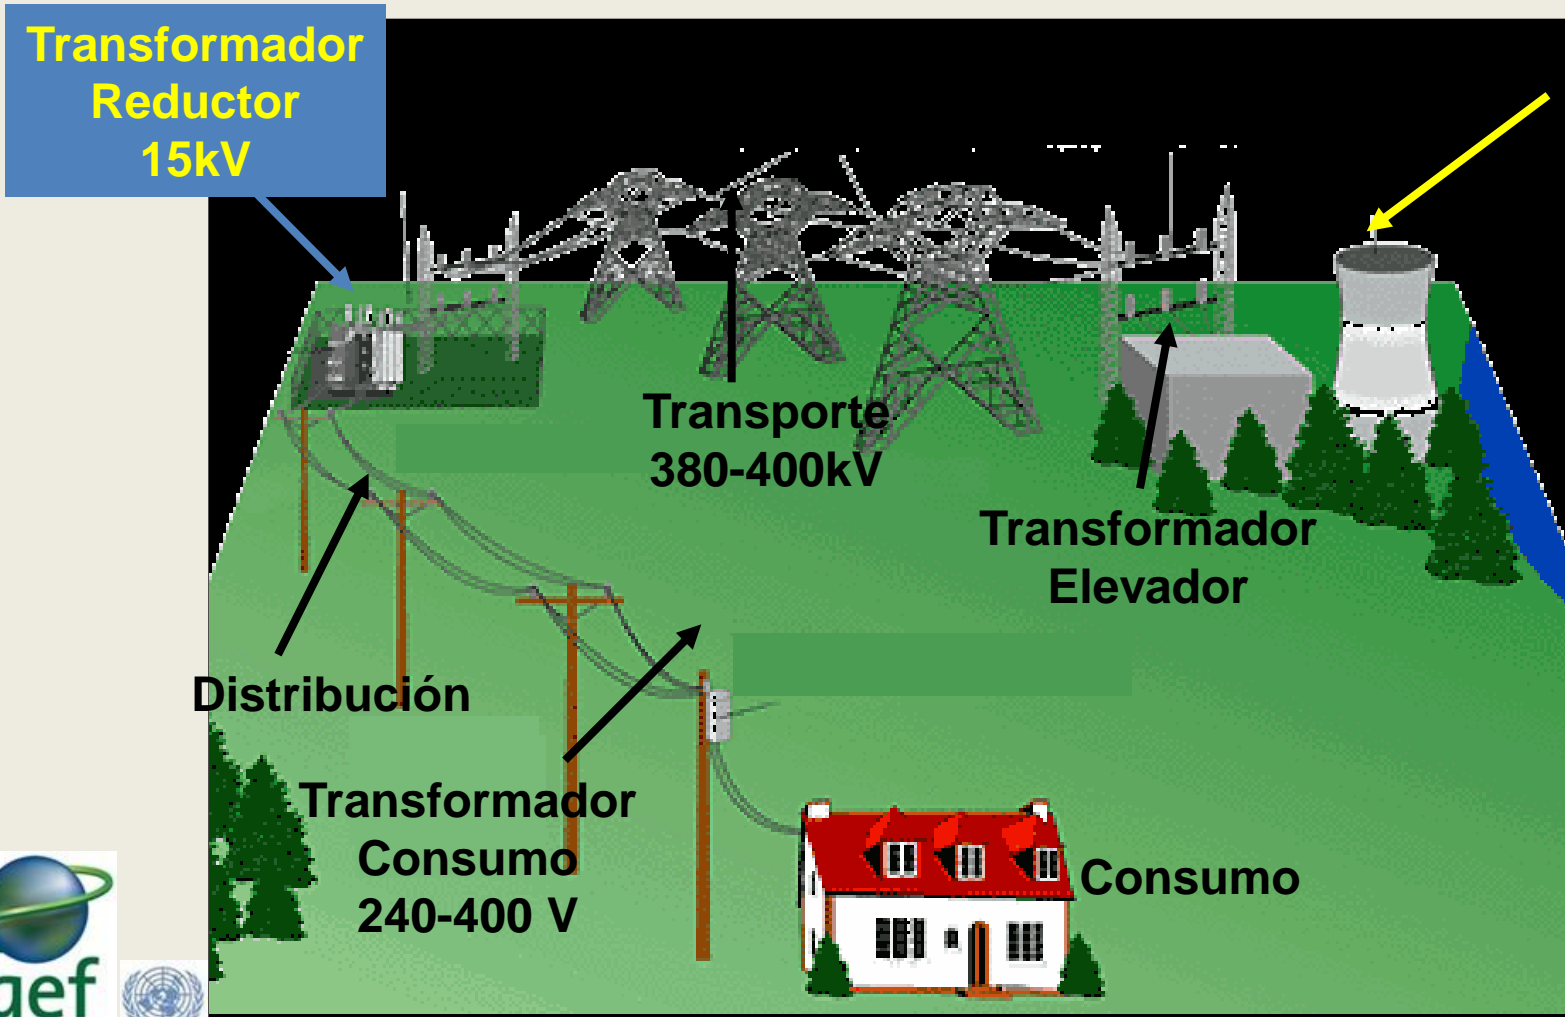 Transformador
Reductor
15kV
Transporte
380-400kV
Transformador
Elevador
Distribución
Transformador
Consumo
240-400 V
Consumo
gef